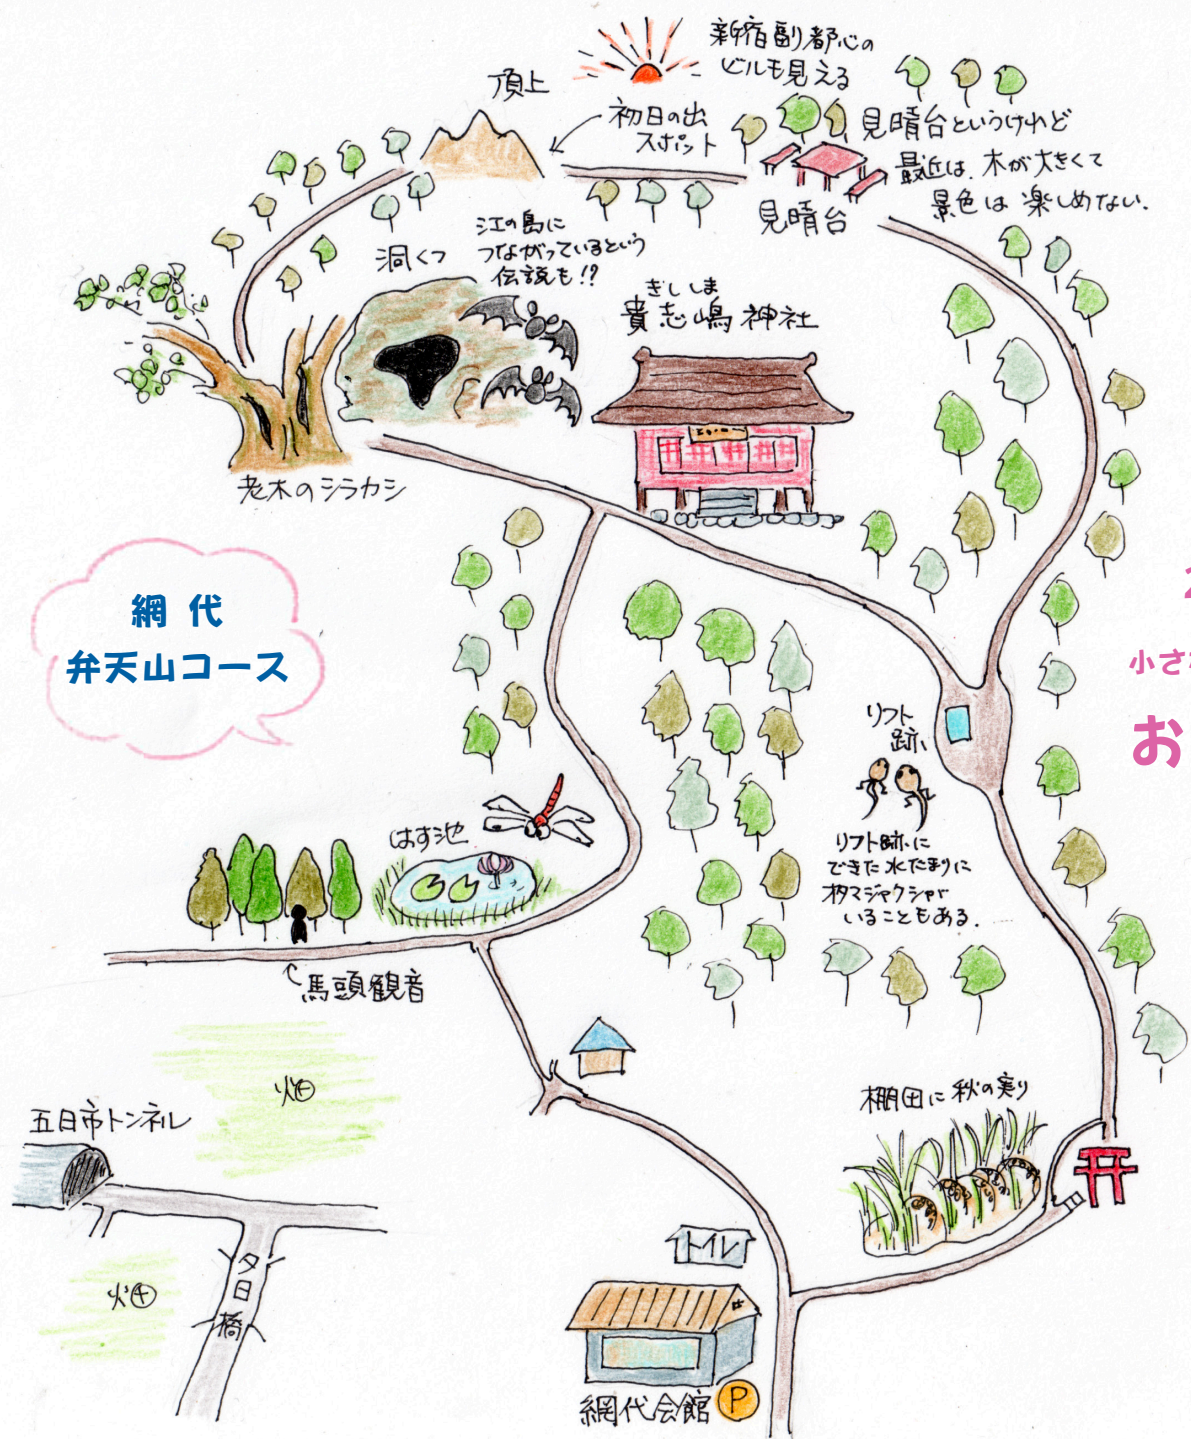 新宿副都心の
ビルも見える
頂上
初日の出
スポット
見晴台というけれど
最近は、木が大きくて
景色は楽しめない.
見晴台
江の島に
つながっているという
伝説も!?
洞くつ
ぎししま
貴志嶋神社
老木のシラカシ
網代
弁天山コース
小さ
お
リフト
跡
リフト跡に
できた水たまりに
オタマジャクシが
いることもある.
はす池
馬頭観音
畑
五日市トンネル
棚田に秋の実り
畑
夕日橋
トイレ
網代会館 P